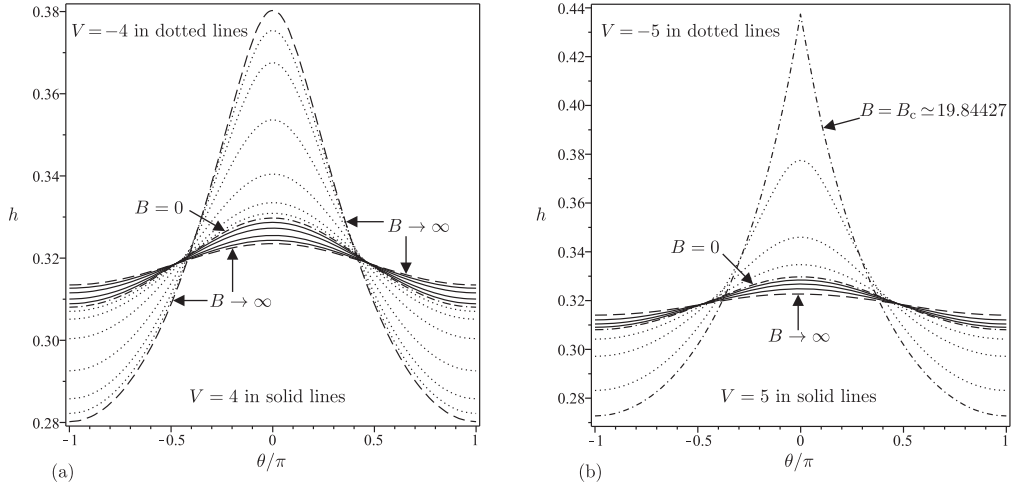 V = −4 in dotted lines
0.38
0.36
0.34
0.32
0.30
0.28
h
B = 0
B → ∞
B → ∞
V = 4 in solid lines
-1
-0.5
0
0.5
1
θ/π
(a)
V = −5 in dotted lines
0.44
0.42
0.40
0.38
0.36
0.34
0.32
0.30
0.28
h
B = B_c ≃ 19.84427
B = 0
B → ∞
V = 5 in solid lines
-1
-0.5
0
0.5
1
θ/π
(b)